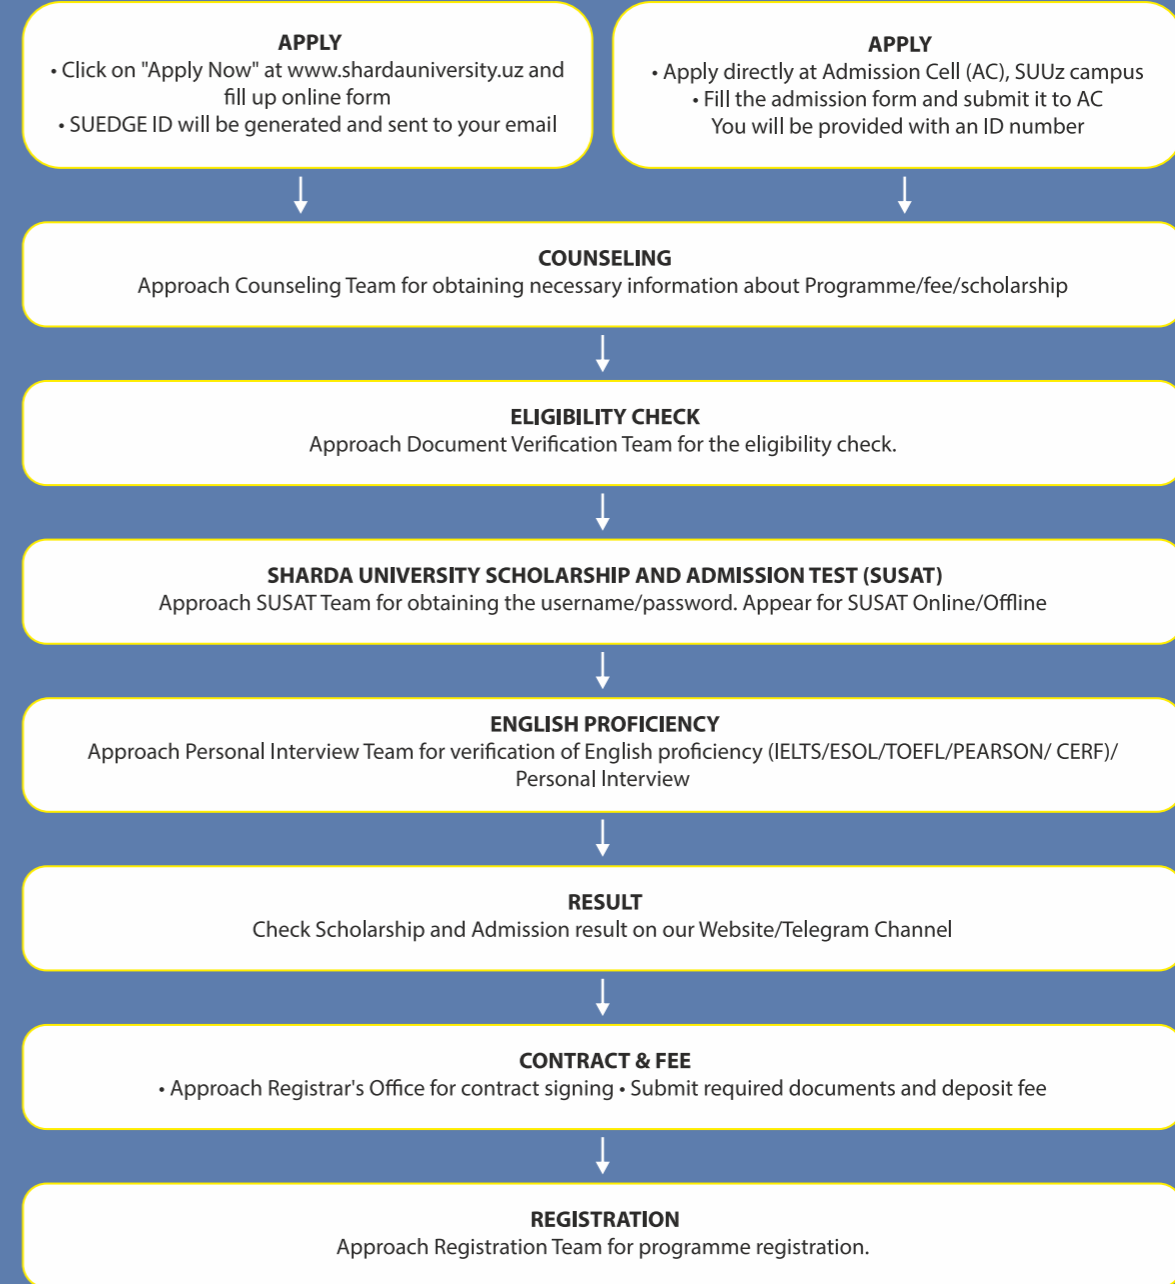 APPLY
• Click on "Apply Now" at www.shardauniversity.uz and
fill up online form
• SUEDGE ID will be generated and sent to your email
APPLY
• Apply directly at Admission Cell (AC), SUUz campus
• Fill the admission form and submit it to AC
You will be provided with an ID number
COUNSELING
Approach Counseling Team for obtaining necessary information about Programme/fee/scholarship
ELIGIBILITY CHECK
Approach Document Verification Team for the eligibility check.
SHARDA UNIVERSITY SCHOLARSHIP AND ADMISSION TEST (SUSAT)
Approach SUSAT Team for obtaining the username/password. Appear for SUSAT Online/Offline
ENGLISH PROFICIENCY
Approach Personal Interview Team for verification of English proficiency (IELTS/ESOL/TOEFL/PEARSON/ CERF)/
Personal Interview
RESULT
Check Scholarship and Admission result on our Website/Telegram Channel
CONTRACT & FEE
• Approach Registrar's Office for contract signing • Submit required documents and deposit fee
REGISTRATION
Approach Registration Team for programme registration.